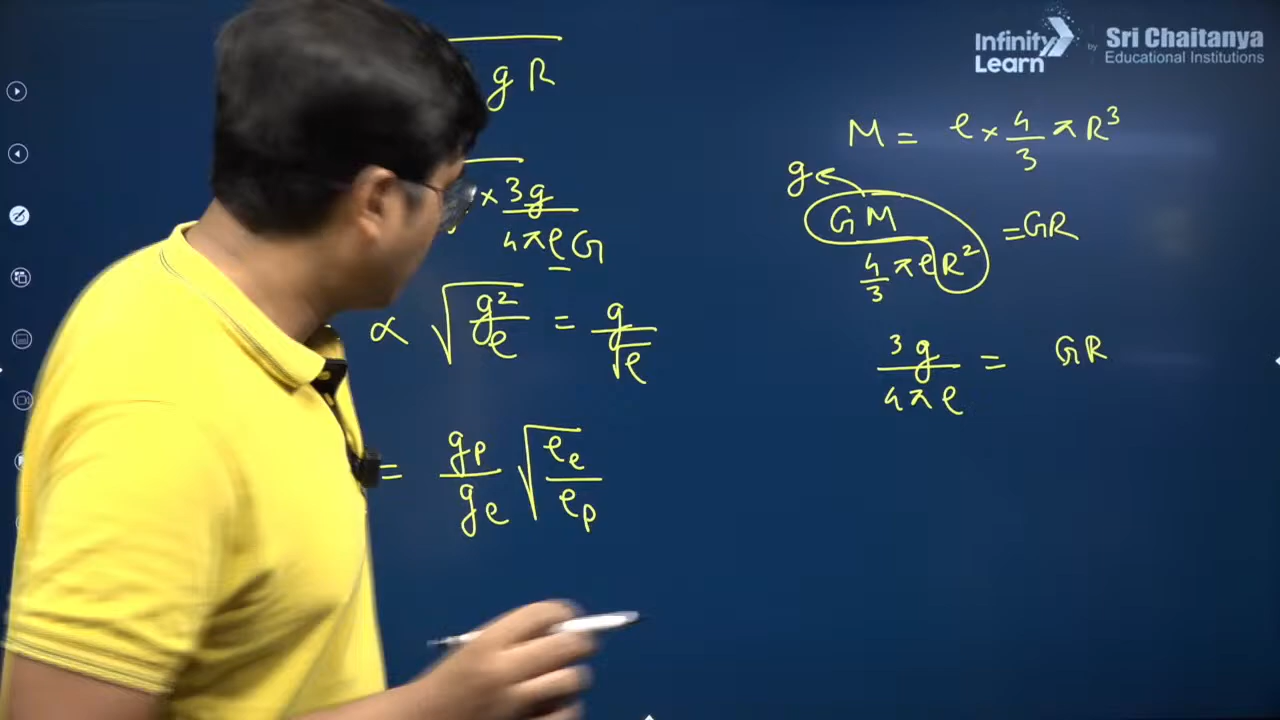 Infinity Learn by Sri Chaitanya Educational Institutions
g R
× 3g / 4πρG
∝ √(g² / ρ) = g / √ρ
= gₚ / gₑ √(ρₑ / ρₚ)
M = ρ × 4/3 π R³
g ←
GM / 4/3 πρR² = GR
3g / 4πρ = GR